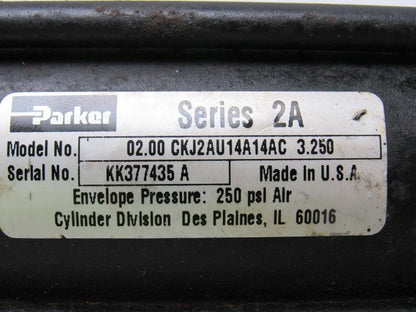 Parker Series 2A
Model No. 02.00 CKJ2AU14A14AC 3.250
Serial No. KK377435 A Made in U.S.A.
Envelope Pressure: 250 psi Air
Cylinder Division Des Plaines, IL 60016